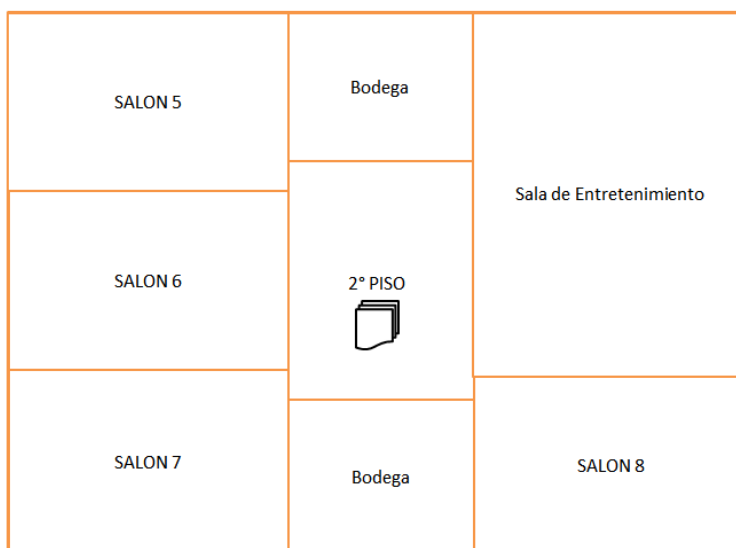 SALON 5
Bodega
Sala de Entretenimiento
SALON 6
2° PISO
SALON 7
Bodega
SALON 8